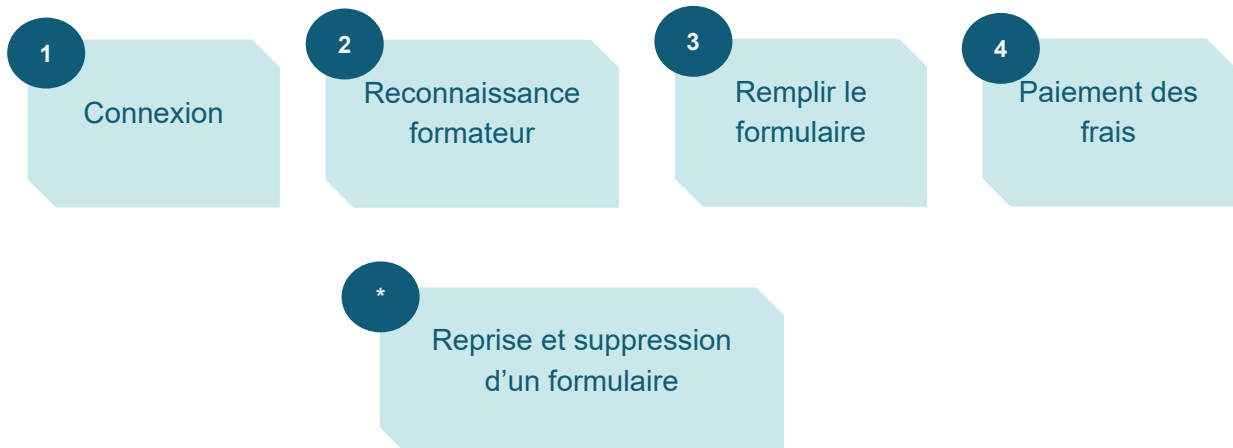 1
Connexion
2
Reconnaissance
formateur
3
Remplir le
formulaire
4
Paiement des
frais
*
Reprise et suppression
d’un formulaire